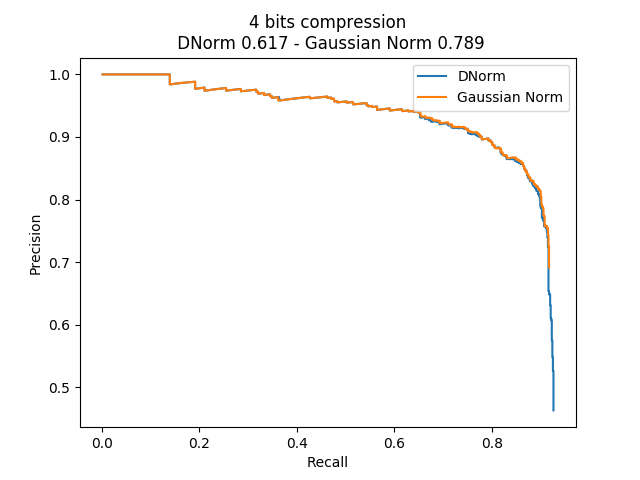 4 bits compression
DNorm 0.617 - Gaussian Norm 0.789
DNorm
Gaussian Norm
Precision
1.0
0.9
0.8
0.7
0.6
0.5
0.0 0.2 0.4 0.6 0.8
Recall